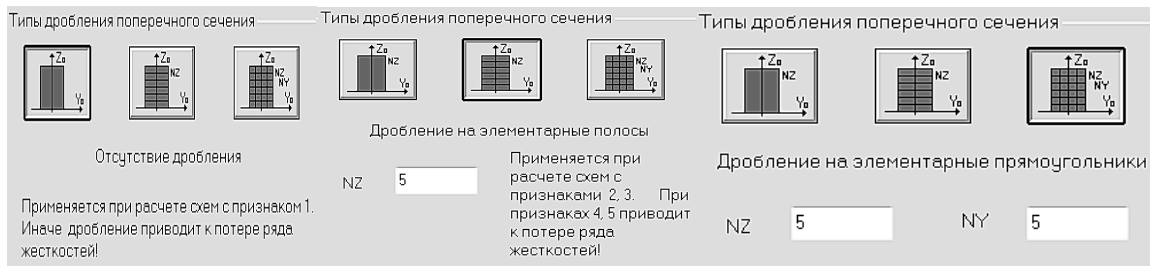 Типы дробления поперечного сечения
Zo
Yo
Zo
NZ
Yo
Zo
NZ
NY
Yo
Отсутствие дробления
Применяется при расчете схем с признаком 1.
Иначе дробление приводит к потере ряда
жесткостей!
Типы дробления поперечного сечения
Zo
NZ
Yo
Zo
NZ
Yo
Zo
NZ
NY
Yo
Дробление на элементарные полосы
NZ
5
Применяется при
расчете схем с
признаками 2, 3. При
признаках 4, 5 приводит
к потере ряда
жесткостей!
Типы дробления поперечного сечения
Zo
NZ
Yo
Zo
NZ
Yo
Zo
NZ
NY
Yo
Дробление на элементарные прямоугольники
NZ
5
NY
5